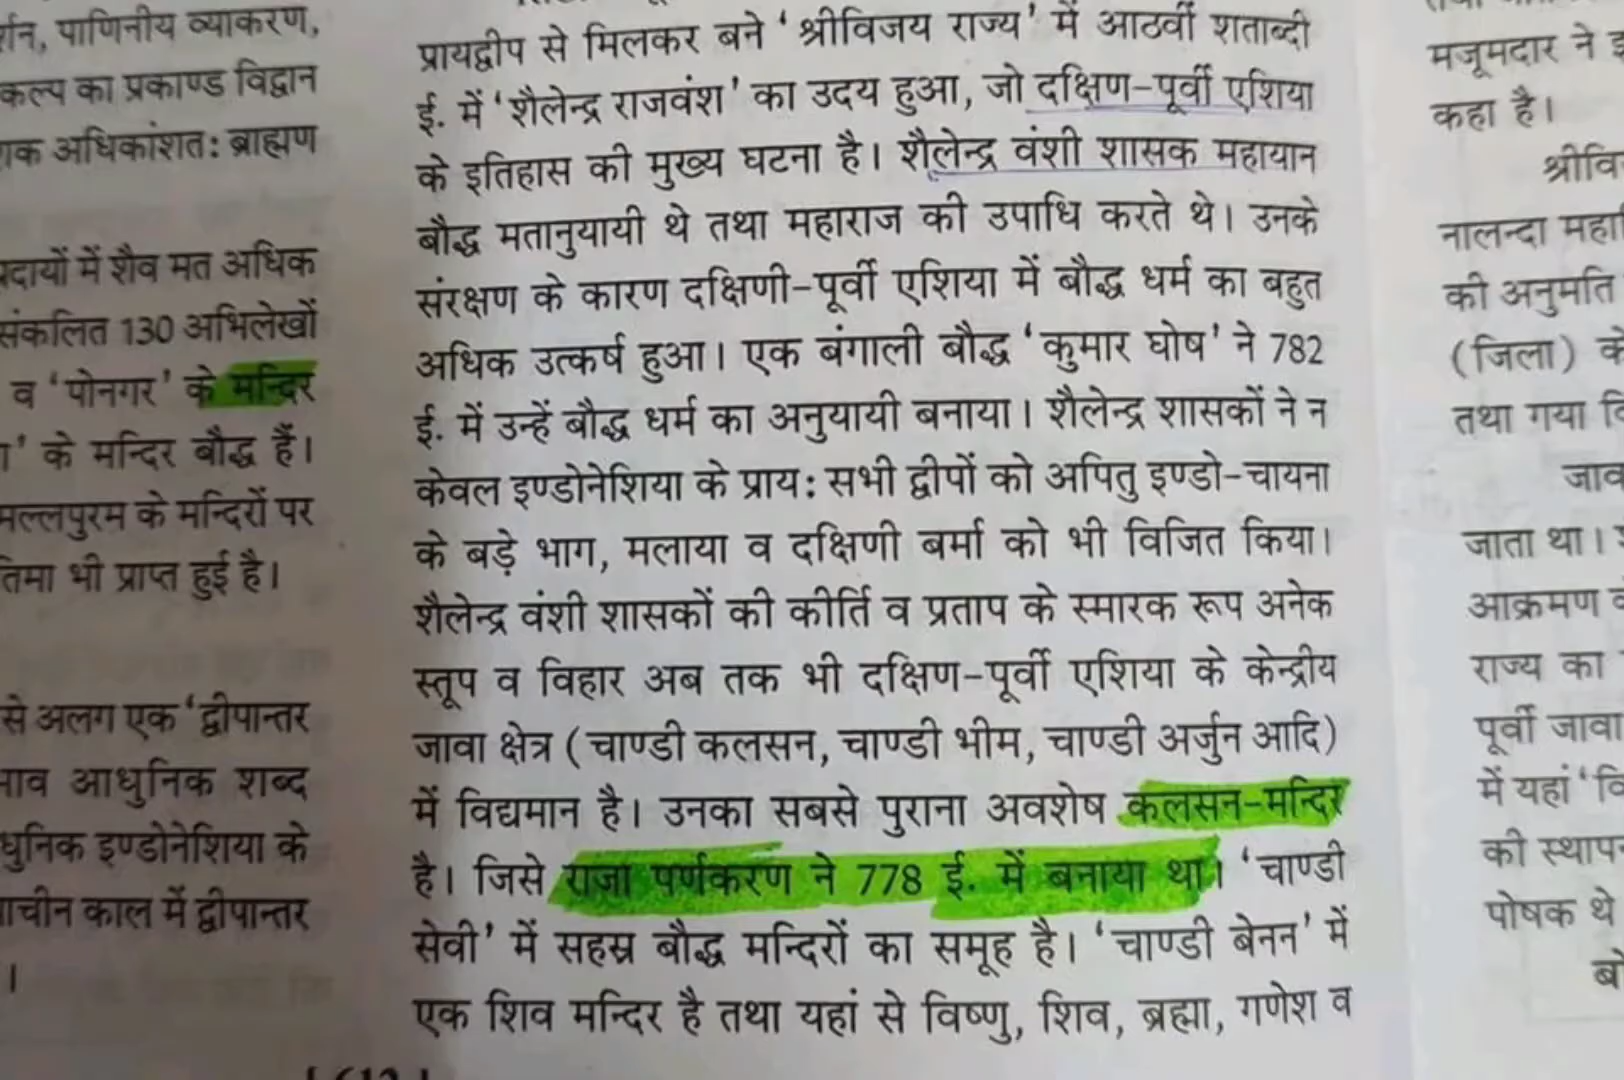 र्शन, पाणिनीय व्याकरण,
कल्प का प्रकाण्ड विद्वान
अधिकांशत: ब्राह्मण
में शैव मत अधिक
संकलित 130 अभिलेखों
व ‘पोनगर’ के मन्दिर
’ के मन्दिर बौद्ध हैं।
मल्लपुरम के मन्दिरों पर
भी प्राप्त हुई है।
से अलग एक ‘द्वीपान्तर
आधुनिक शब्द
इण्डोनेशिया के
काल में द्वीपान्तर
।
प्रायद्वीप से मिलकर बने ‘श्रीविजय राज्य’ में आठवीं शताब्दी
ई. में ‘शैलेन्द्र राजवंश’ का उदय हुआ, जो दक्षिण-पूर्वी एशिया
के इतिहास की मुख्य घटना है। शैलेन्द्र वंशी शासक महायान
बौद्ध मतानुयायी थे तथा महाराज की उपाधि करते थे। उनके
संरक्षण के कारण दक्षिणी-पूर्वी एशिया में बौद्ध धर्म का बहुत
अधिक उत्कर्ष हुआ। एक बंगाली बौद्ध ‘कुमार घोष’ ने 782
ई. में उन्हें बौद्ध धर्म का अनुयायी बनाया। शैलेन्द्र शासकों ने न
केवल इण्डोनेशिया के प्राय: सभी द्वीपों को अपितु इण्डो-चायना
के बड़े भाग, मलाया व दक्षिणी बर्मा को भी विजित किया।
शैलेन्द्र वंशी शासकों की कीर्ति व प्रताप के स्मारक रूप अनेक
स्तूप व विहार अब तक भी दक्षिण-पूर्वी एशिया के केन्द्रीय
जावा क्षेत्र (चाण्डी कलसन, चाण्डी भीम, चाण्डी अर्जुन आदि)
में विद्यमान है। उनका सबसे पुराना अवशेष कलसन-मन्दिर
है। जिसे राजा पर्णकरण ने 778 ई. में बनाया था। ‘चाण्डी
सेवी’ में सहस्र बौद्ध मन्दिरों का समूह है। ‘चाण्डी बेनन’ में
एक शिव मन्दिर है तथा यहां से विष्णु, शिव, ब्रह्मा, गणेश व
मजूमदार ने
कहा है।
श्रीवि
नालन्दा महा
की अनुमति
(जिला)
तथा गया
जाव
जाता था।
आक्रमण
राज्य का
पूर्वी जावा
में यहां ‘
की स्थाप
पोषक थे